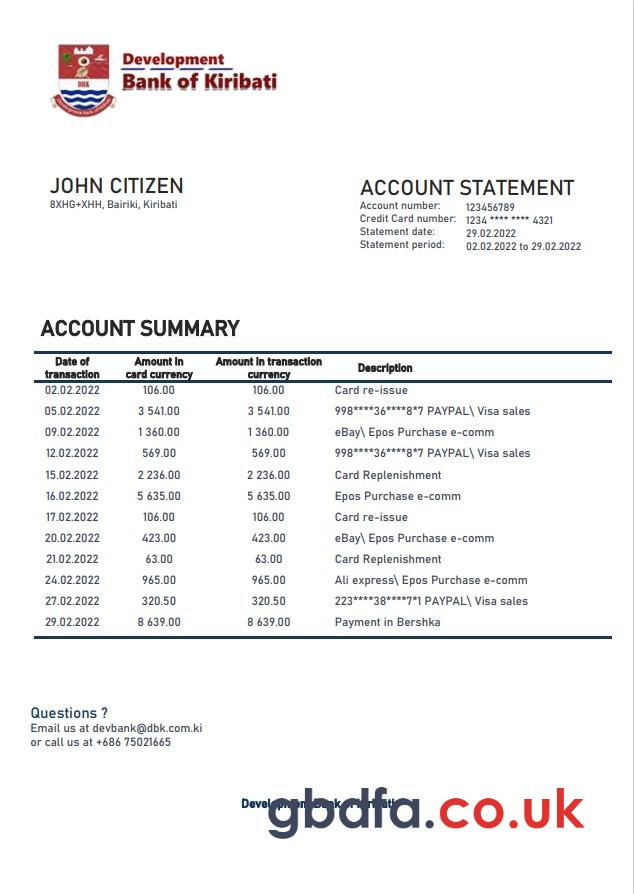 Development
Bank of Kiribati
DBK
JOHN CITIZEN
8XHG+XHH, Bairiki, Kiribati
ACCOUNT STATEMENT
Account number: 123456789
Credit Card number: 1234 **** **** 4321
Statement date: 29.02.2022
Statement period: 02.02.2022 to 29.02.2022
ACCOUNT SUMMARY
Date of transaction Amount in card currency Amount in transaction currency Description
02.02.2022 106.00 106.00 Card re-issue
05.02.2022 3 541.00 3 541.00 998****36****8*7 PAYPAL\ Visa sales
09.02.2022 1 360.00 1 360.00 eBay\ Epos Purchase e-comm
12.02.2022 569.00 569.00 998****36****8*7 PAYPAL\ Visa sales
15.02.2022 2 236.00 2 236.00 Card Replenishment
16.02.2022 5 635.00 5 635.00 Epos Purchase e-comm
17.02.2022 106.00 106.00 Card re-issue
20.02.2022 423.00 423.00 eBay\ Epos Purchase e-comm
21.02.2022 63.00 63.00 Card Replenishment
24.02.2022 965.00 965.00 Ali express\ Epos Purchase e-comm
27.02.2022 320.50 320.50 223****38****7*1 PAYPAL\ Visa sales
29.02.2022 8 639.00 8 639.00 Payment in Bershka
Questions ?
Email us at devbank@dbk.com.ki
or call us at +686 75021665
Development Bank of Kiribati
gbdfa.co.uk